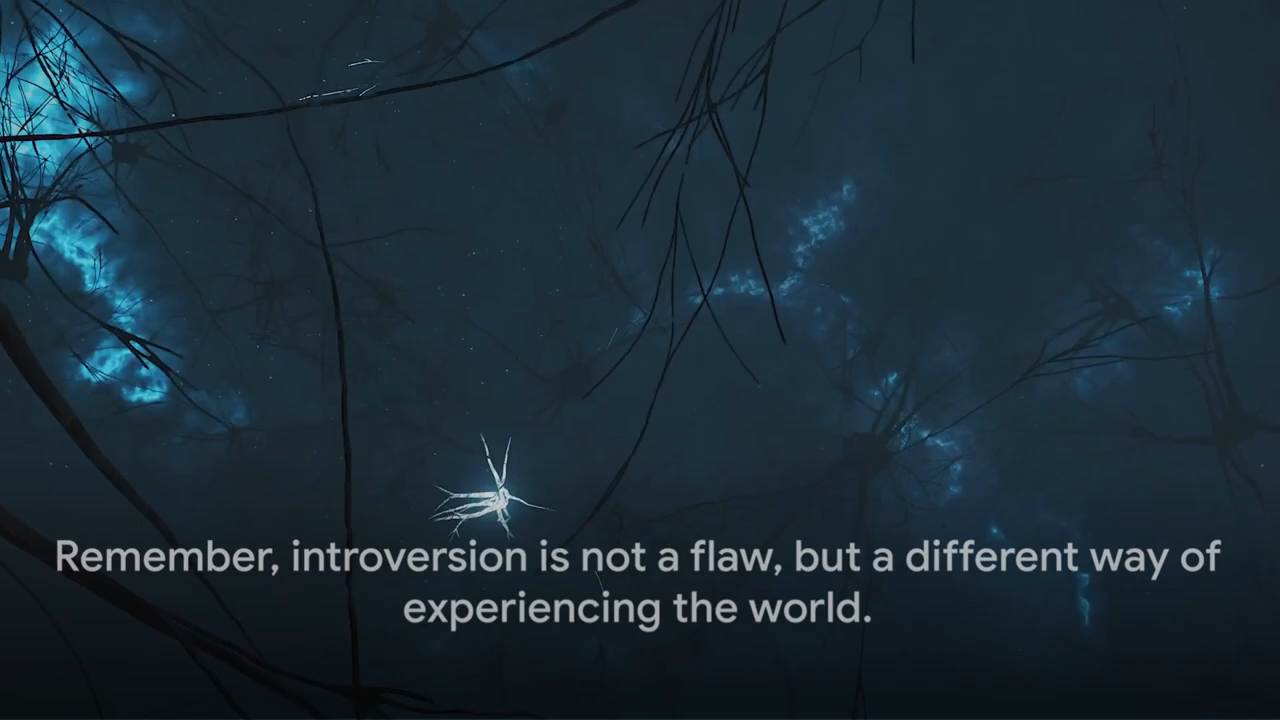 Remember, introversion is not a flaw, but a different way of
experiencing the world.